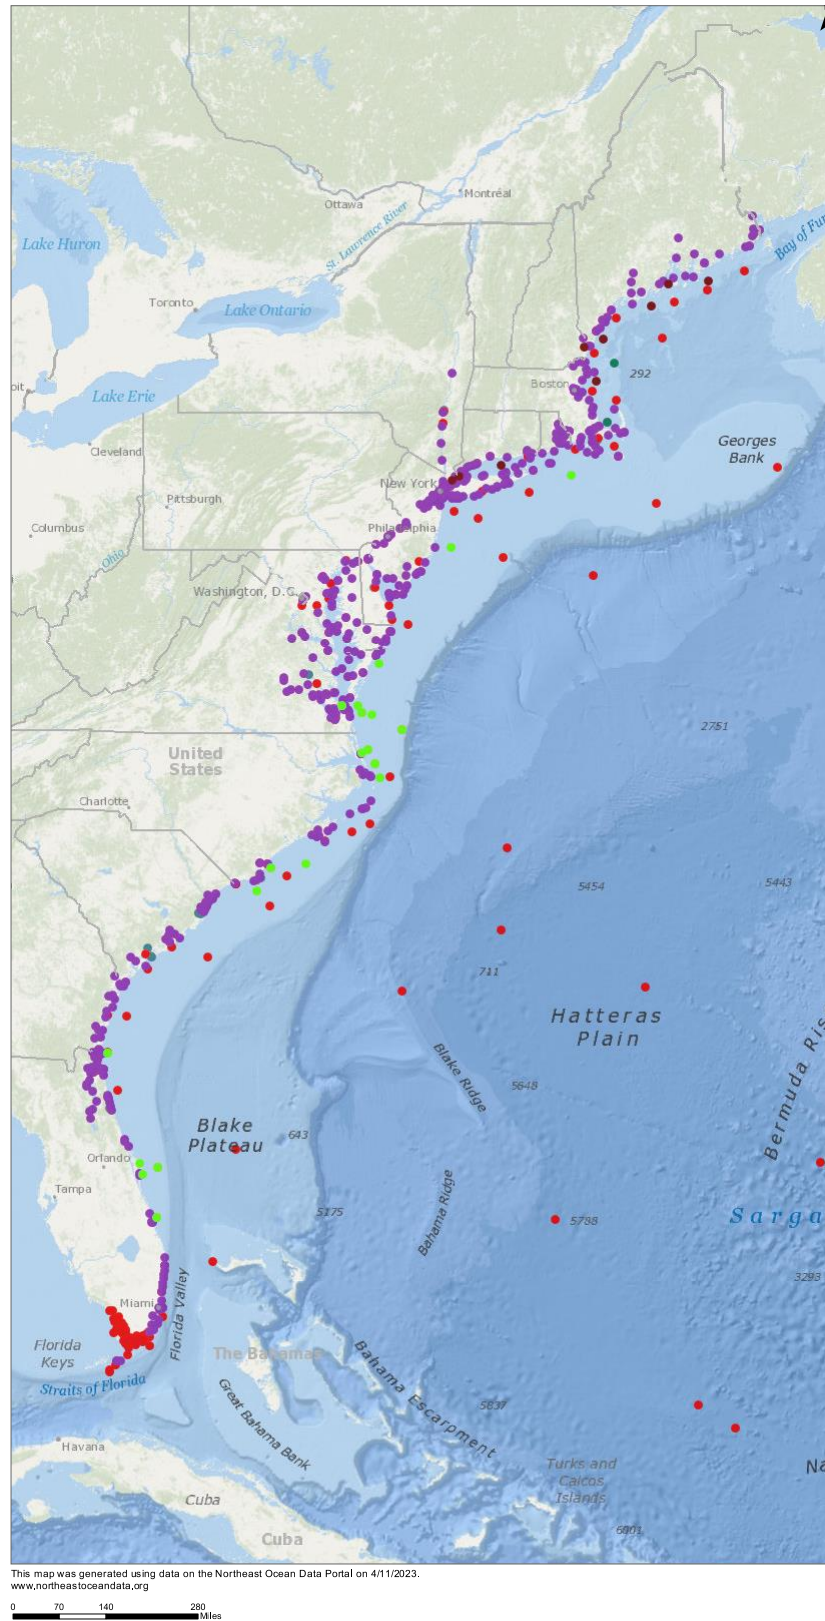 Montréal
Ottawa
St. Lawrence River
Bay of Fun
Lake Huron
Toronto
Lake Ontario
oit
Boston
292
Lake Erie
Georges
Bank
Cleveland
New York
Pittsburgh
Columbus
Philadelphia
Ohio
Washington, D.C.
2751
United
States
Charlotte
5454
5443
711
Hatteras
Plain
Bermuda Ris
Blake Ridge
5648
Blake
Plateau
643
Orlando
Tampa
Bahama Ridge
5175
5788
Sarga
3293
Florida Valley
Miami
Florida
Keys
The Bahamas
Straits of Florida
Great Bahama Bank
Bahama Escarpment
5837
Havana
Turks and
Caicos
Islands
Na
Cuba
Cuba
This map was generated using data on the Northeast Ocean Data Portal on 4/11/2023.
www.northeastoceandata.org
0 70 140 280
Miles